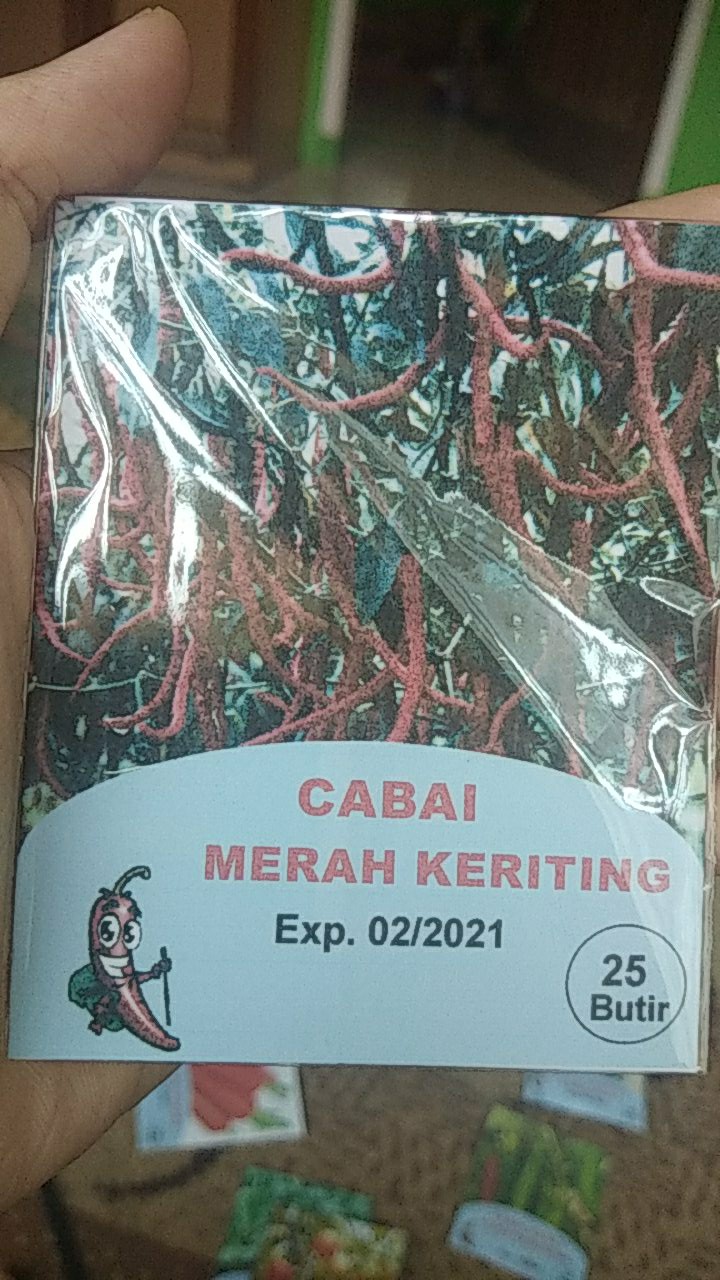 CABAI
MERAH KERITING
Exp. 02/2021
25
Butir